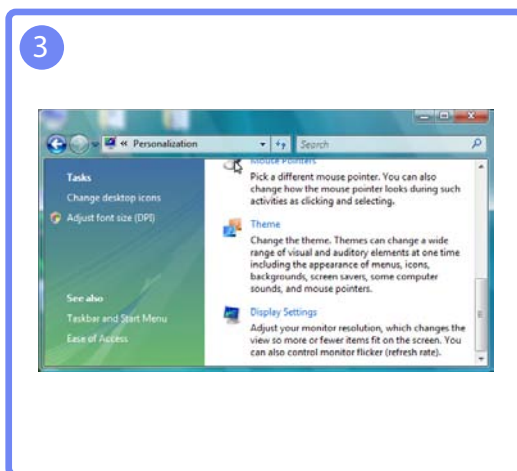 3
« Personalization
Search
Tasks
Change desktop icons
Adjust font size (DPI)
See also
Taskbar and Start Menu
Ease of Access
Mouse Pointers
Pick a different mouse pointer. You can also
change how the mouse pointer looks during such
activities as clicking and selecting.
Theme
Change the theme. Themes can change a wide
range of visual and auditory elements at one time
including the appearance of menus, icons,
backgrounds, screen savers, some computer
sounds, and mouse pointers.
Display Settings
Adjust your monitor resolution, which changes the
view so more or fewer items fit on the screen. You
can also control monitor flicker (refresh rate).